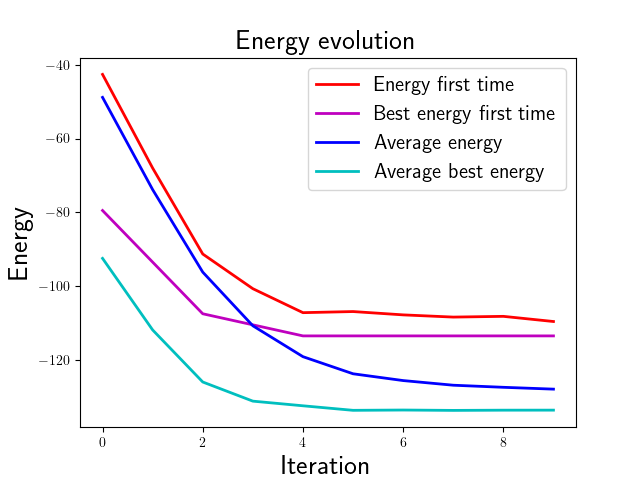 Energy evolution
Energy first time
Best energy first time
Average energy
Average best energy
Energy
−40
−60
−80
−100
−120
0 2 4 6 8
Iteration